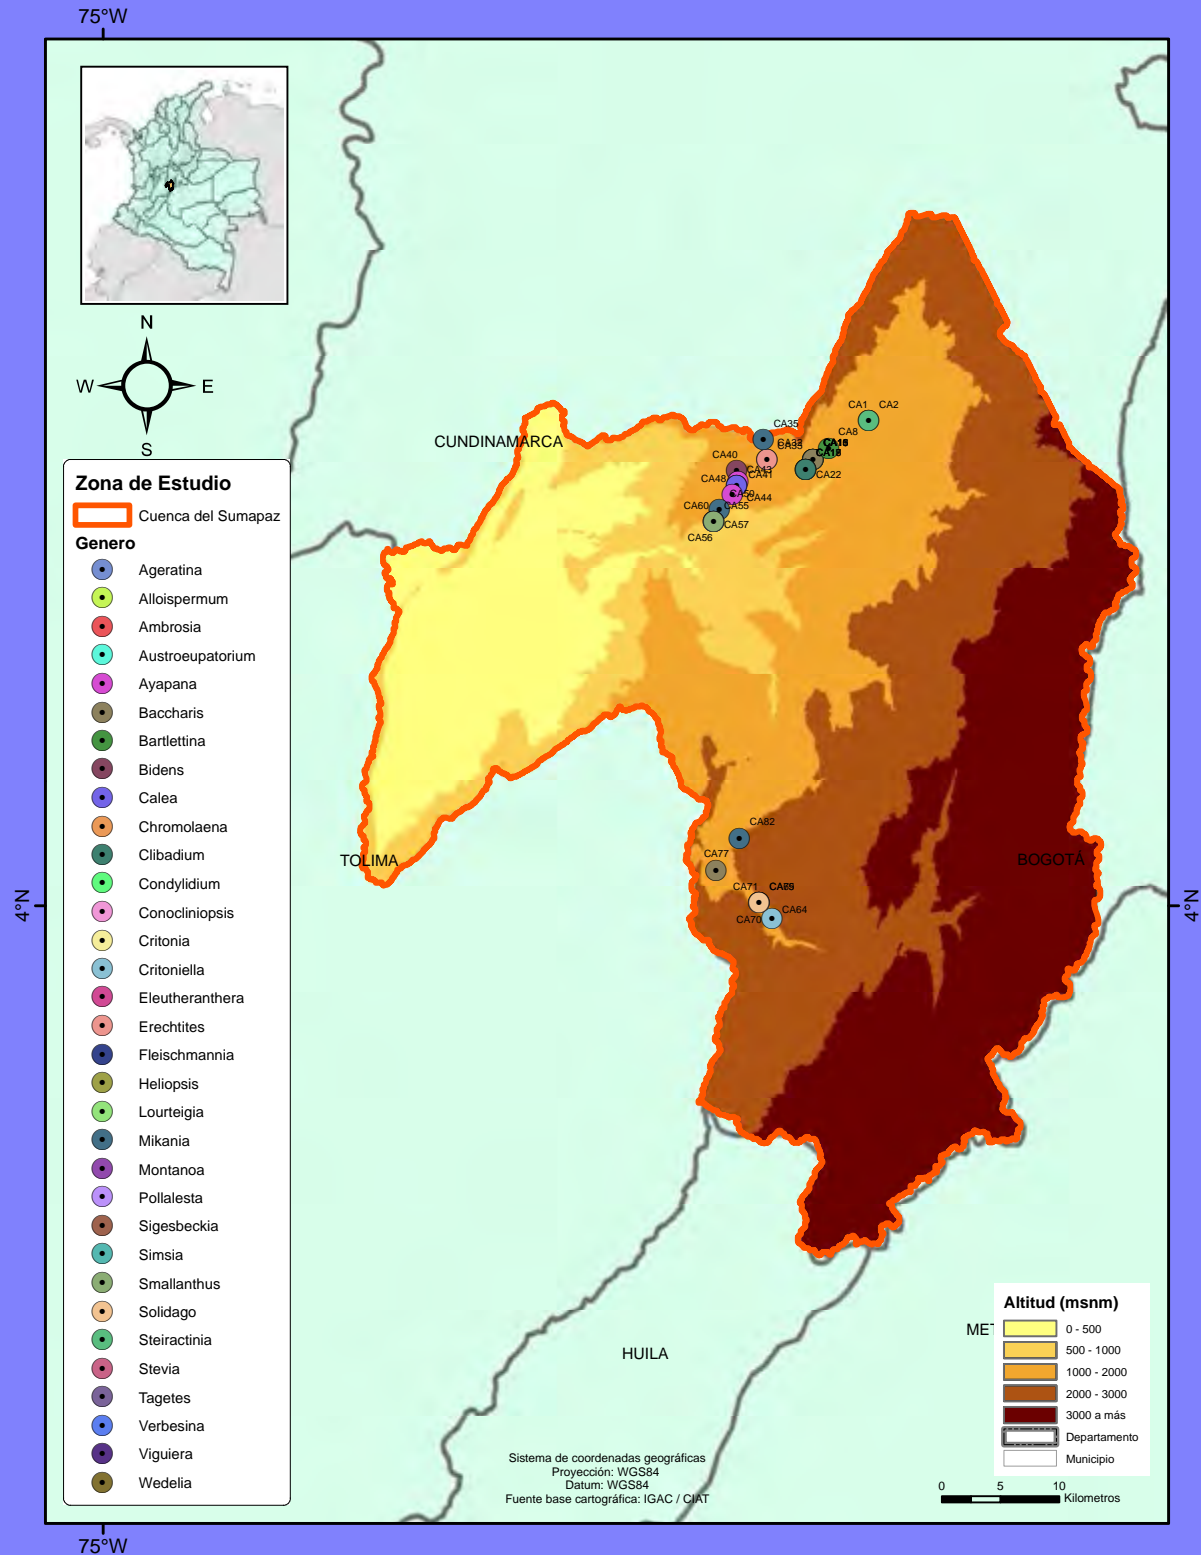 75°W
N
W
E
S
CUNDINAMARCA
Zona de Estudio
Cuenca del Sumapaz
Genero
Ageratina
Alloispermum
Ambrosia
Austroeupatorium
Ayapana
Baccharis
Bartlettina
Bidens
Calea
Chromolaena
Clibadium
Condylidium
Conocliniopsis
Critonia
Critoniella
Eleutheranthera
Erechtites
Fleischmannia
Heliopsis
Lourteigia
Mikania
Montanoa
Pollalesta
Sigesbeckia
Simsia
Smallanthus
Solidago
Steiractinia
Stevia
Tagetes
Verbesina
Viguiera
Wedelia
CA1
CA2
CA35
CA8
CA33
CA40
CA43
CA41
CA22
CA48
CA50
CA44
CA60
CA55
CA57
CA56
CA82
CA77
CA71
CA64
CA70
TOLIMA
BOGOTÁ
4°N
4°N
HUILA
MET
Altitud (msnm)
0 - 500
500 - 1000
1000 - 2000
2000 - 3000
3000 a más
Departamento
Municipio
Sistema de coordenadas geográficas
Proyección: WGS84
Datum: WGS84
Fuente base cartográfica: IGAC / CIAT
0 5 10
Kilometros
75°W